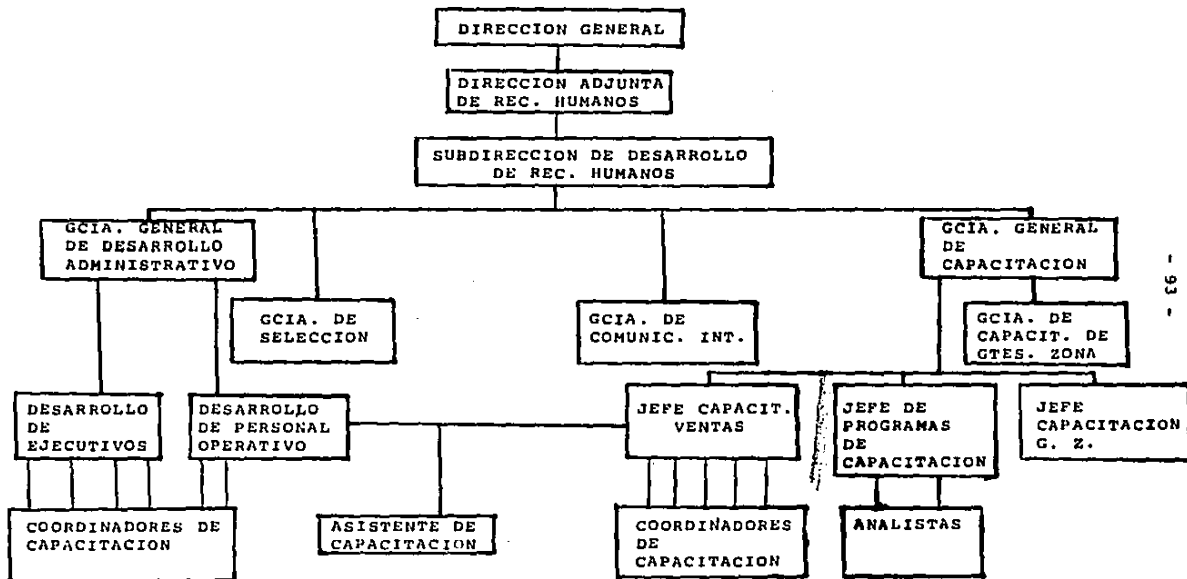 DIRECCION GENERAL
DIRECCION ADJUNTA
DE REC. HUMANOS
SUBDIRECCION DE DESARROLLO
DE REC. HUMANOS
GCIA. GENERAL
DE DESARROLLO
ADMINISTRATIVO
GCIA. GENERAL
DE
CAPACITACION
- 93 -
GCIA. DE
SELECCION
GCIA. DE
COMUNIC. INT.
GCIA. DE
CAPACIT. DE
GTES. ZONA
DESARROLLO
DE
EJECUTIVOS
DESARROLLO
DE PERSONAL
OPERATIVO
JEFE CAPACIT.
VENTAS
JEFE DE
PROGRAMAS
DE
CAPACITACION
JEFE
CAPACITACION
G. Z.
COORDINADORES DE
CAPACITACION
ASISTENTE DE
CAPACITACION
COORDINADORES
DE
CAPACITACION
ANALISTAS